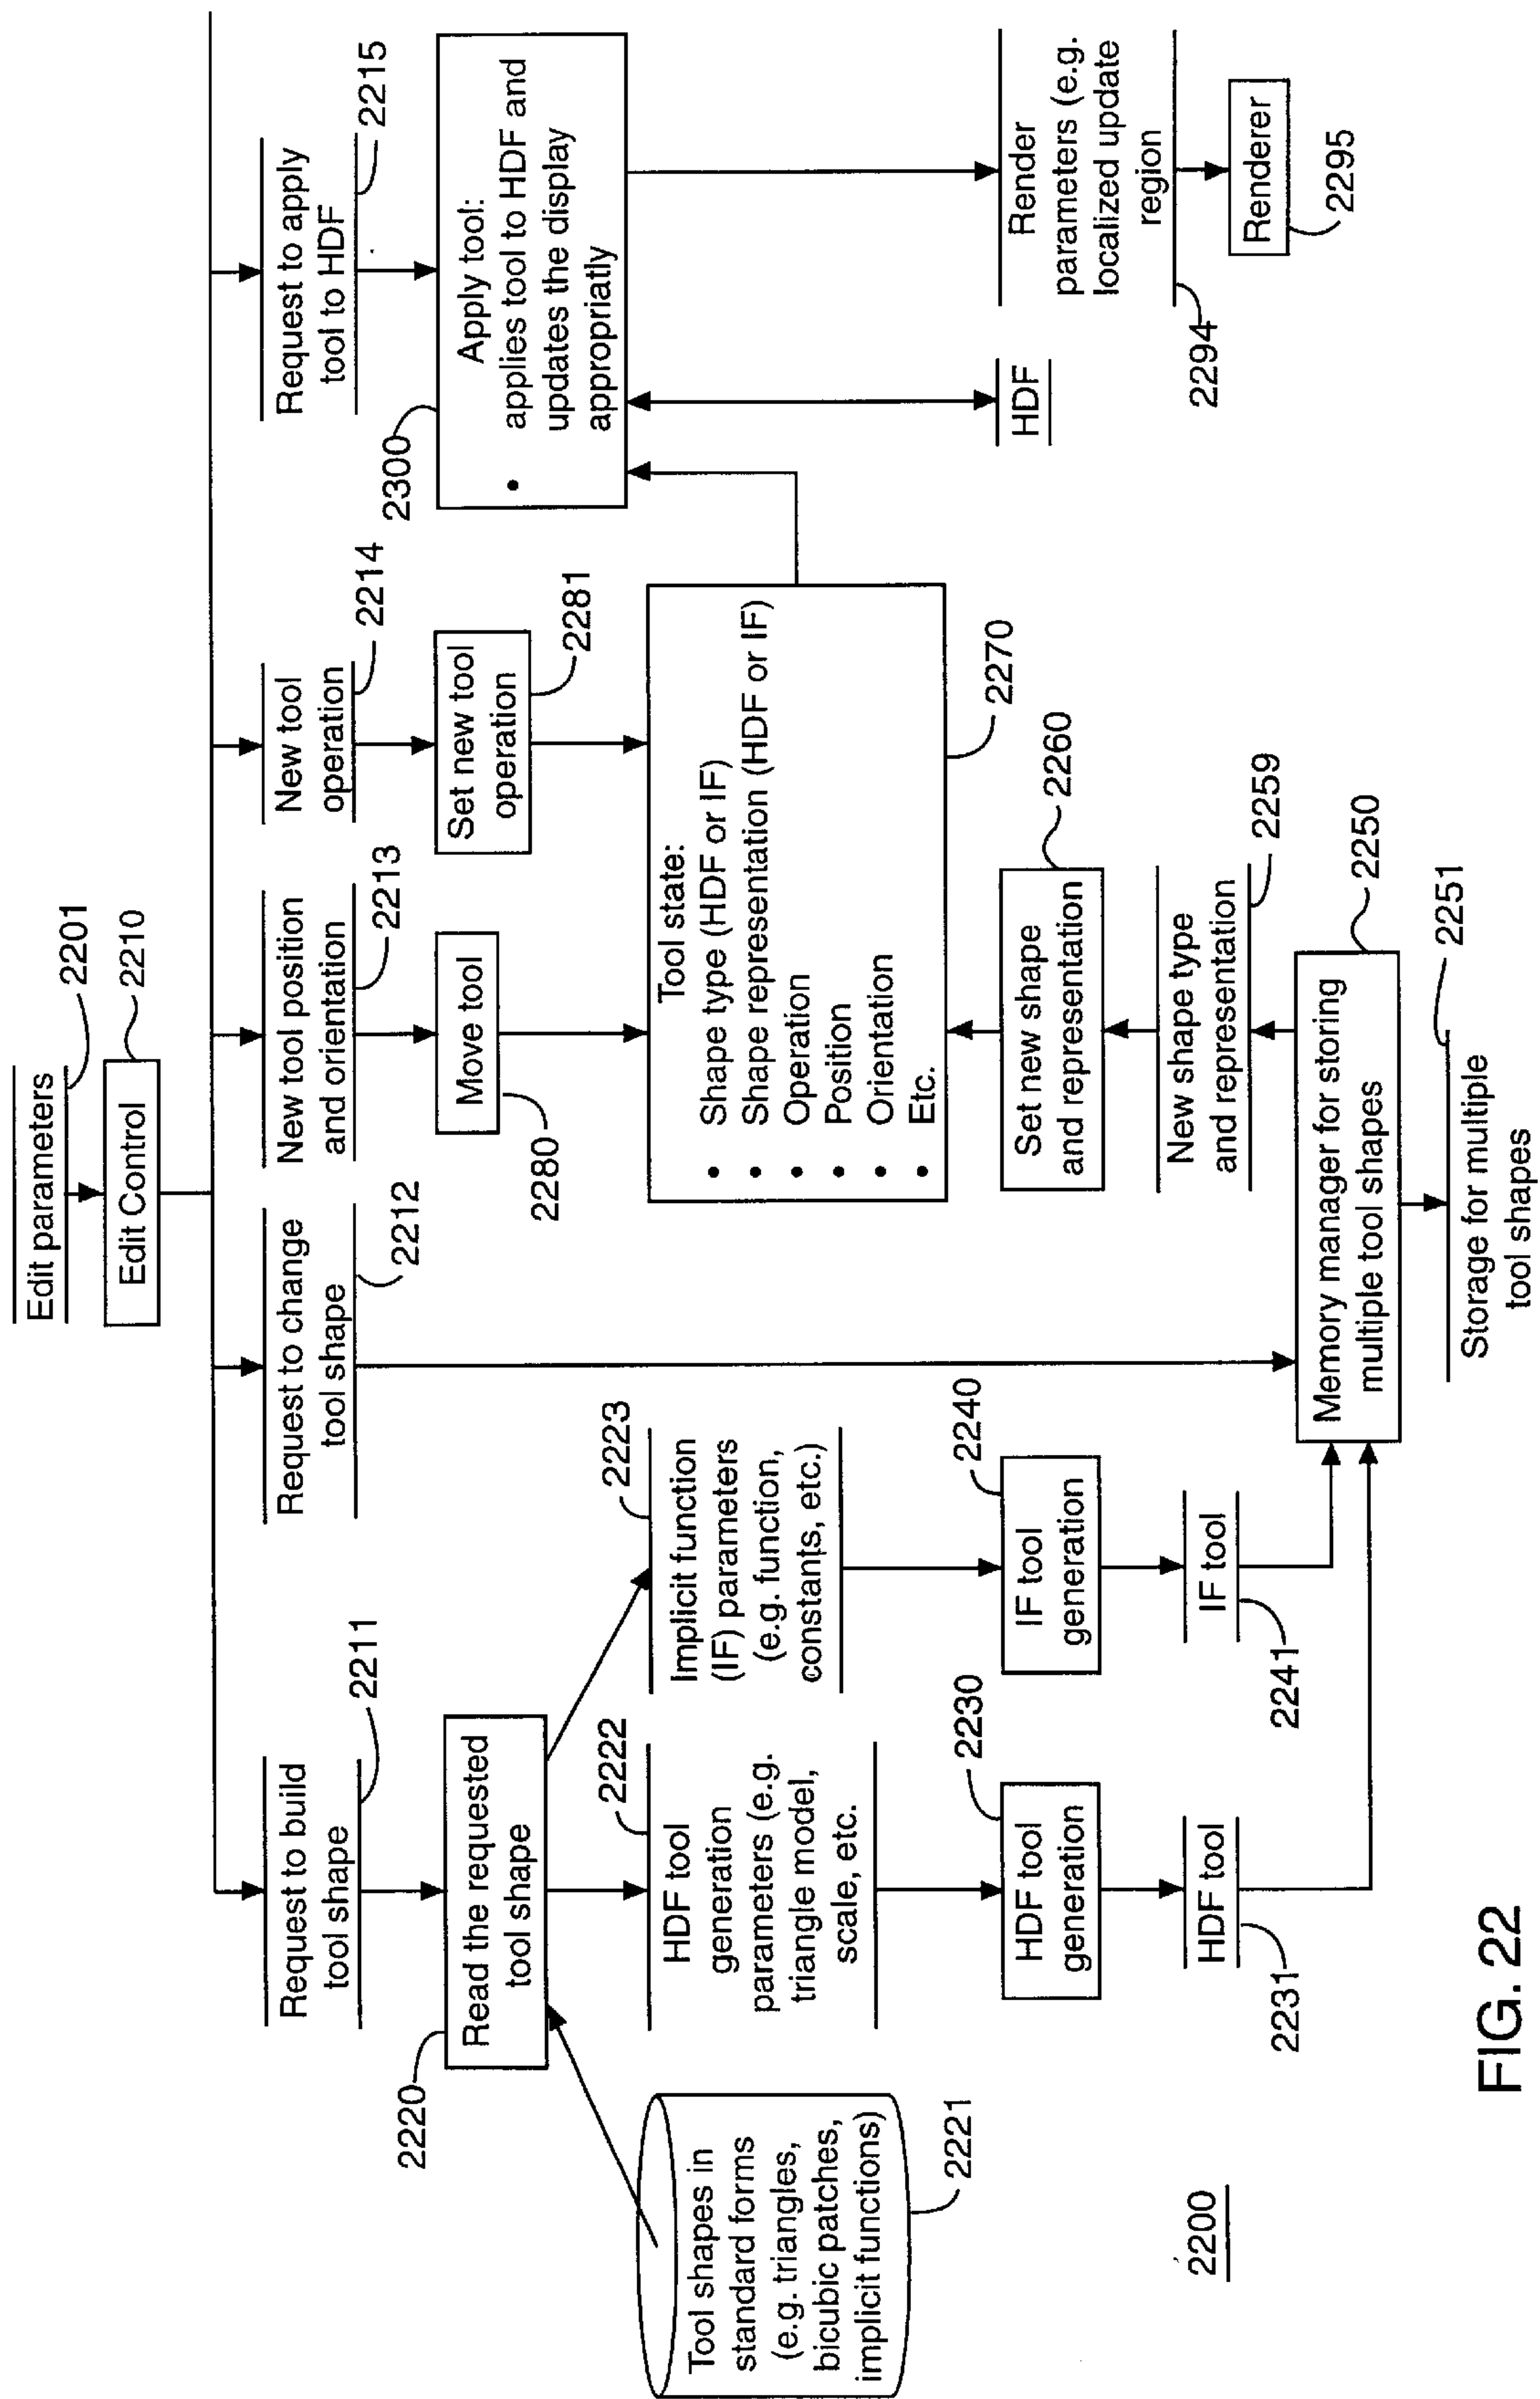 Edit parameters
2201
Edit Control
2210
Request to build
tool shape
2211
Request to change
tool shape
2212
New tool position
and orientation
2213
New tool
operation
2214
Request to apply
tool to HDF
2215
2220
Read the requested
tool shape
Move tool
2280
Set new tool
operation
2281
2300
Apply tool:
• applies tool to HDF and
updates the display
appropriatly
Tool shapes in
standard forms
(e.g. triangles,
bicubic patches,
implicit functions)
2221
HDF tool
generation
parameters (e.g.
triangle model,
scale, etc.
2222
Implicit function
(IF) parameters
(e.g. function,
constants, etc.)
2223
Tool state:
• Shape type (HDF or IF)
• Shape representation (HDF or IF)
• Operation
• Position
• Orientation
• Etc.
2270
HDF tool
generation
2230
IF tool
generation
2240
Set new shape
and representation
2260
HDF
Render
parameters (e.g.
localized update
region
2294
HDF tool
2231
IF tool
2241
New shape type
and representation
2259
Renderer
2295
Memory manager for storing
multiple tool shapes
2250
Storage for multiple
tool shapes
2251
2200
FIG. 22